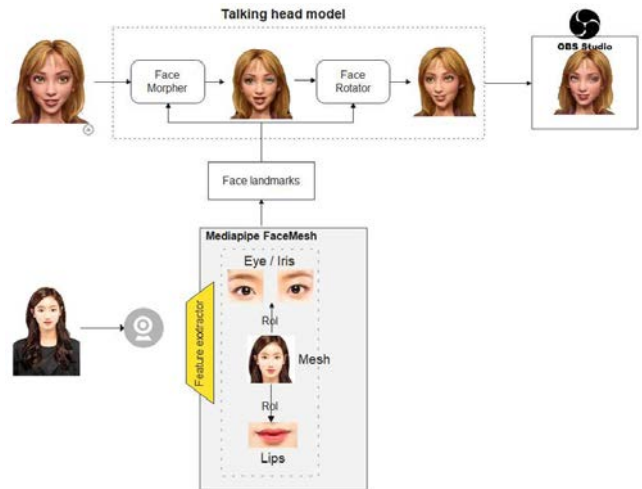 Talking head model
OBS Studio
Face
Morpher
Face
Rotator
Face landmarks
Mediapipe FaceMesh
Eye / Iris
Feature exxtractor
RoI
Mesh
RoI
Lips